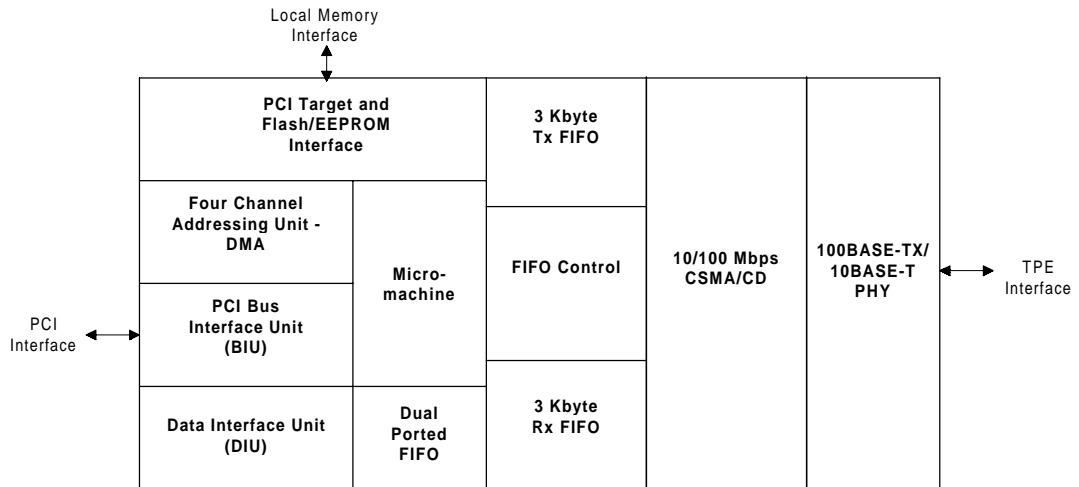 Local Memory
Interface
PCI Target and
Flash/EEPROM
Interface
3 Kbyte
Tx FIFO
Four Channel
Addressing Unit -
DMA
Micro-
machine
FIFO Control
10/100 Mbps
CSMA/CD
100BASE-TX/
10BASE-T
PHY
TPE
Interface
PCI
Interface
PCI Bus
Interface Unit
(BIU)
Data Interface Unit
(DIU)
Dual
Ported
FIFO
3 Kbyte
Rx FIFO